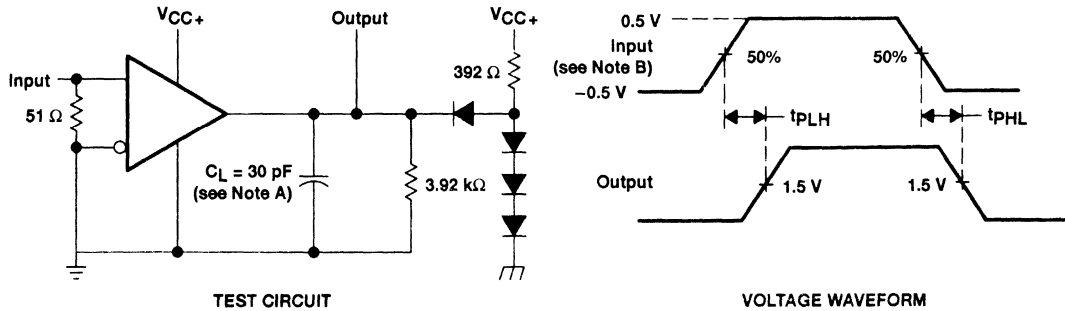 VCC+
Output
VCC+
392 Ω
Input
51 Ω
CL = 30 pF
(see Note A)
3.92 kΩ
TEST CIRCUIT
0.5 V
Input
(see Note B)
−0.5 V
50%
50%
tPLH
tPHL
Output
1.5 V
1.5 V
VOLTAGE WAVEFORM